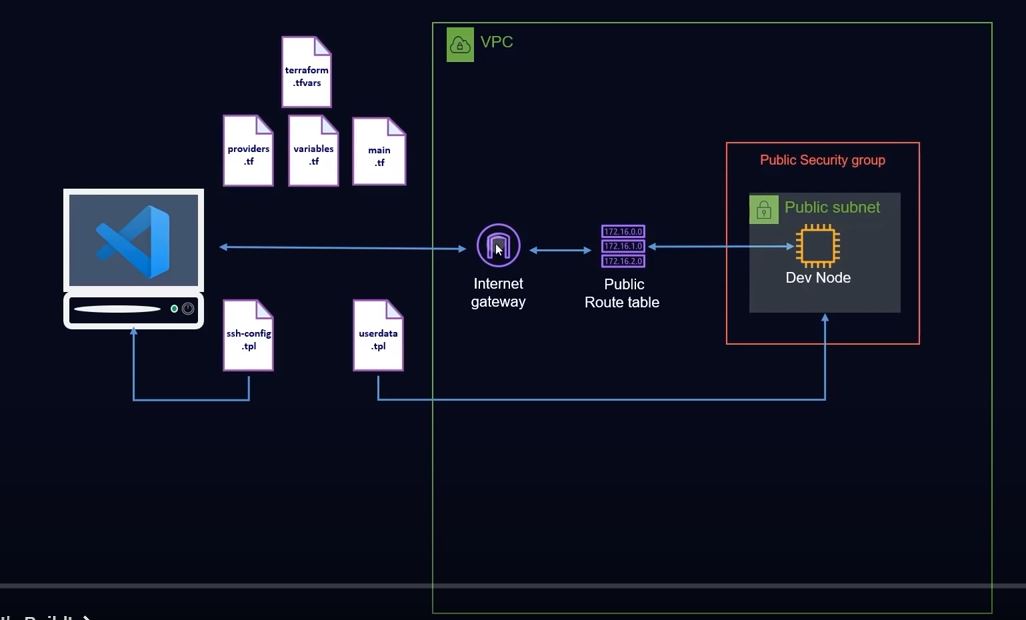 VPC
terraform
.tfvars
providers
.tf
variables
.tf
main
.tf
Public Security group
Public subnet
Dev Node
172.16.0.0
172.16.1.0
172.16.2.0
Internet
gateway
Public
Route table
ssh-config
.tpl
userdata
.tpl